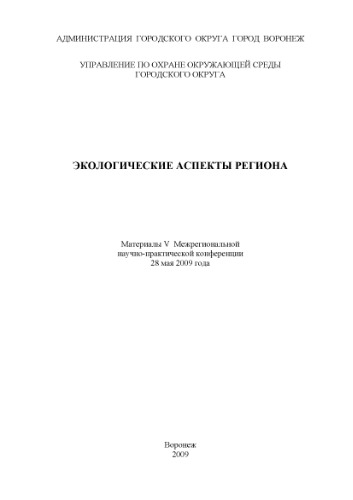 АДМИНИСТРАЦИЯ ГОРОДСКОГО ОКРУГА ГОРОД ВОРОНЕЖ
УПРАВЛЕНИЕ ПО ОХРАНЕ ОКРУЖАЮЩЕЙ СРЕДЫ
ГОРОДСКОГО ОКРУГА
ЭКОЛОГИЧЕСКИЕ АСПЕКТЫ РЕГИОНА
Материалы V Межрегиональной
научно-практической конференции
28 мая 2009 года
Воронеж
2009